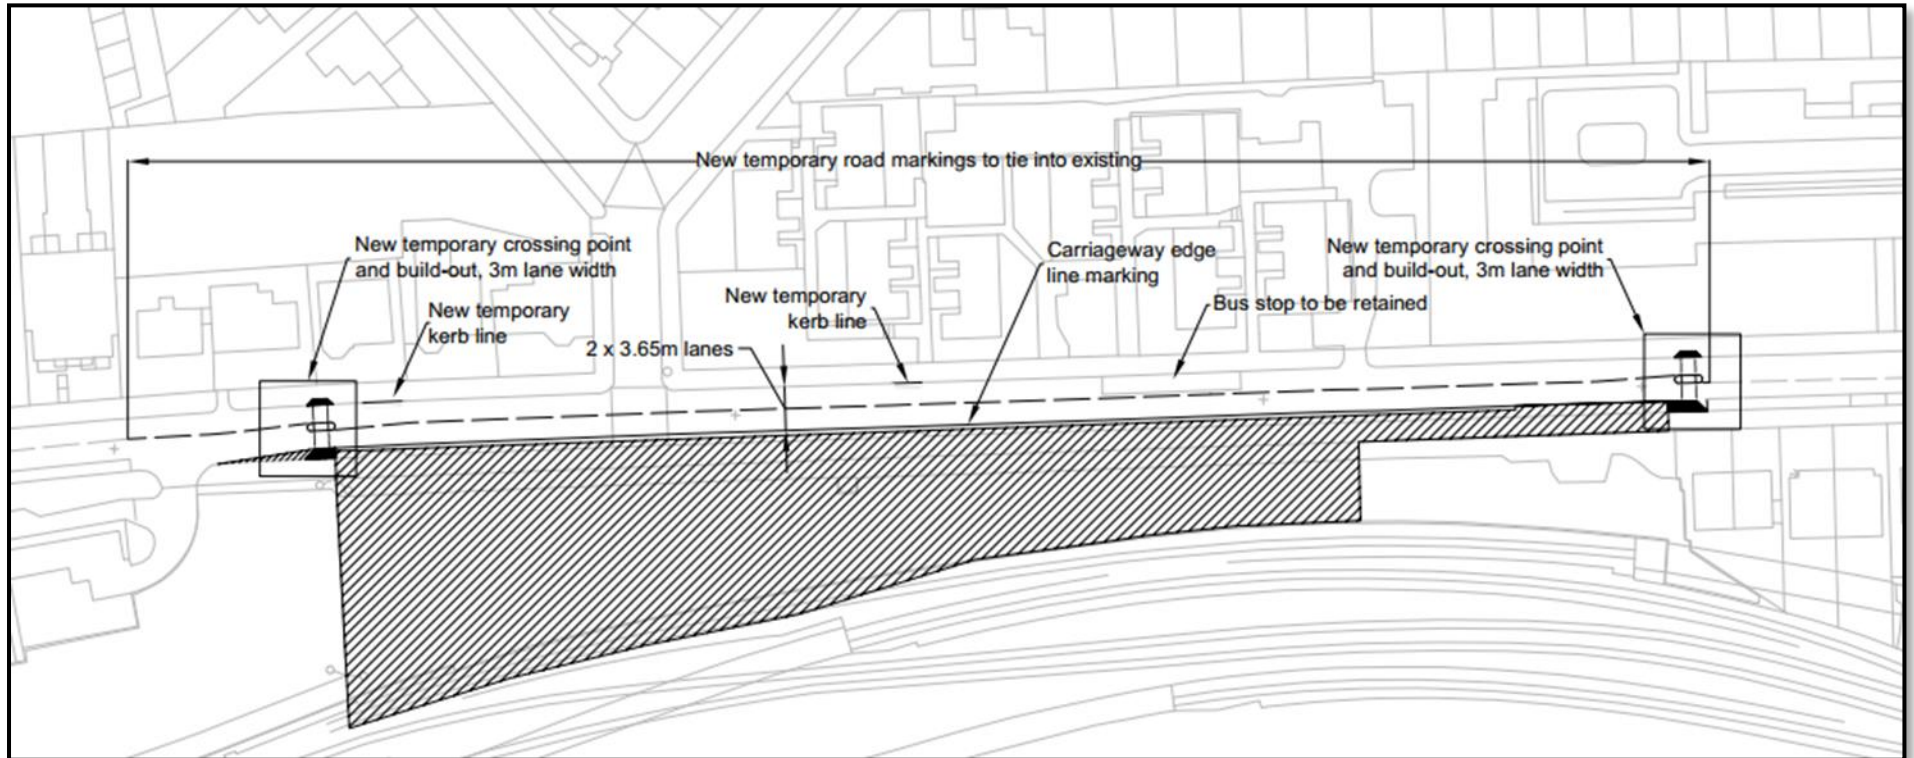 New temporary road markings to tie into existing
New temporary crossing point
and build-out, 3m lane width
New temporary
kerb line
2 x 3.65m lanes
New temporary
kerb line
Carriageway edge
line marking
Bus stop to be retained
New temporary crossing point
and build-out, 3m lane width